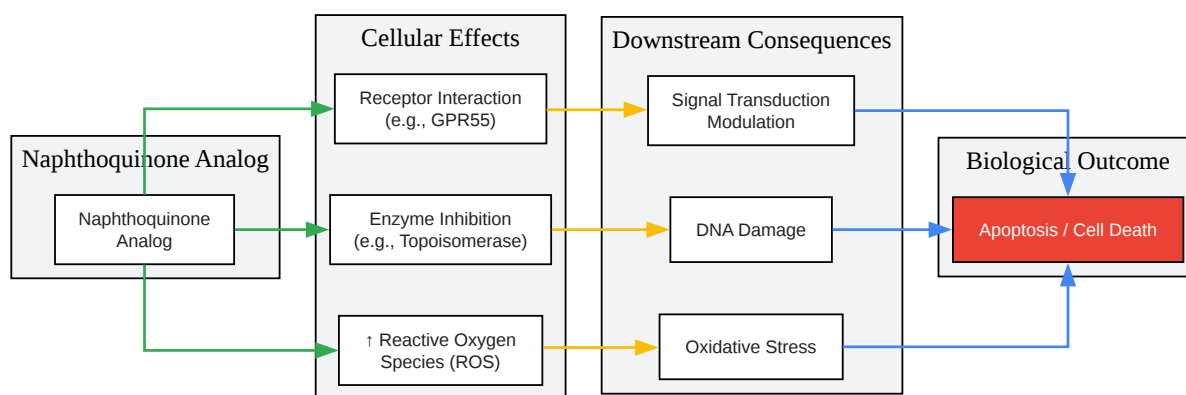 Cellular Effects
Downstream Consequences
Receptor Interaction
(e.g., GPR55)
Signal Transduction
Modulation
Naphthoquinone Analog
Biological Outcome
Naphthoquinone
Analog
Enzyme Inhibition
(e.g., Topoisomerase)
DNA Damage
Apoptosis / Cell Death
↑ Reactive Oxygen
Species (ROS)
Oxidative Stress